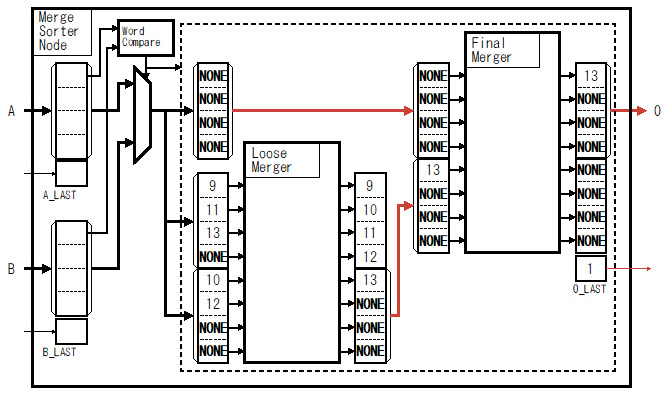 Merge
Sorter
Node
Word
Compare
A
A_LAST
B
B_LAST
NONE
NONE
NONE
NONE
9
11
13
NONE
10
12
NONE
NONE
Loose
Merger
9
10
11
12
13
NONE
NONE
NONE
NONE
NONE
NONE
NONE
13
NONE
NONE
NONE
Final
Merger
13
NONE
NONE
NONE
NONE
NONE
NONE
NONE
1
O_LAST
O